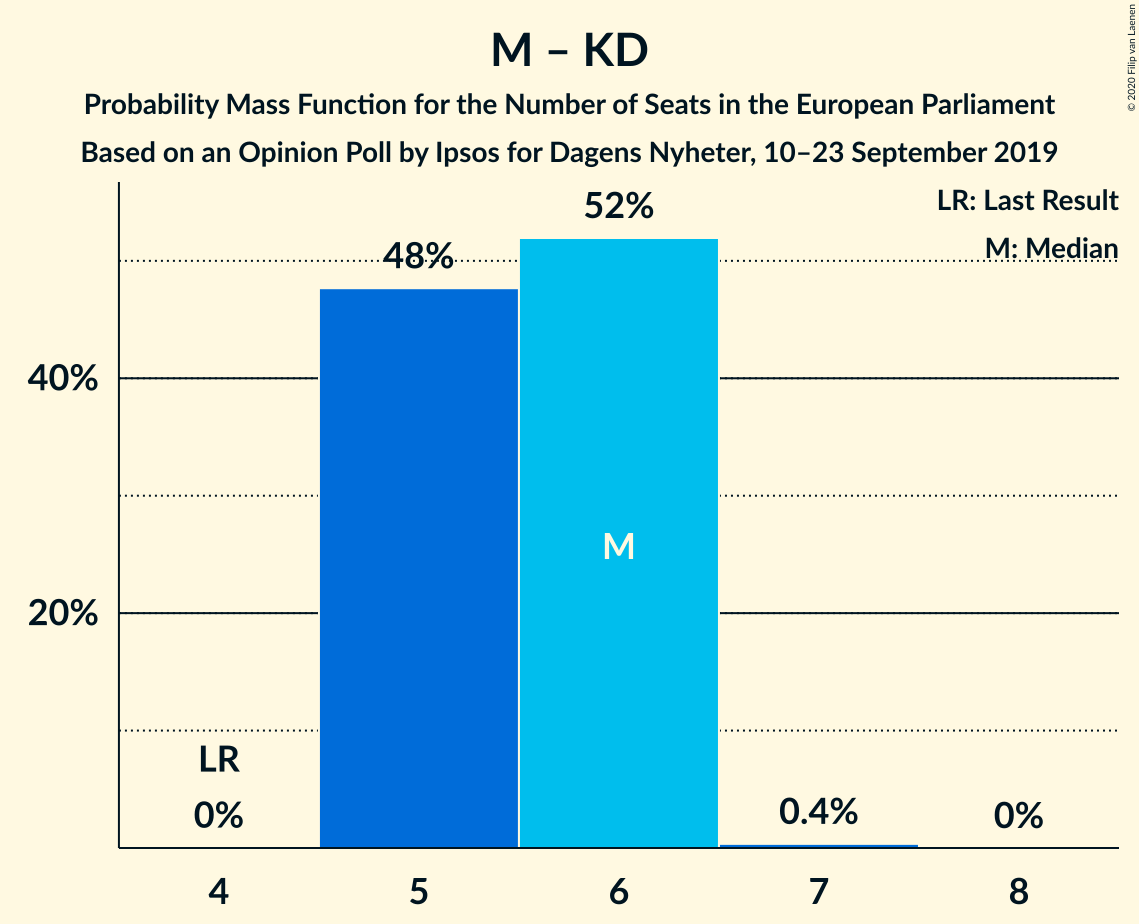 M – KD
Probability Mass Function for the Number of Seats in the European Parliament
Based on an Opinion Poll by Ipsos for Dagens Nyheter, 10–23 September 2019
© 2020 Filip van Laenen
LR: Last Result
M: Median
52%
48%
40%
M
20%
LR
0%
0.4%
0%
4 5 6 7 8